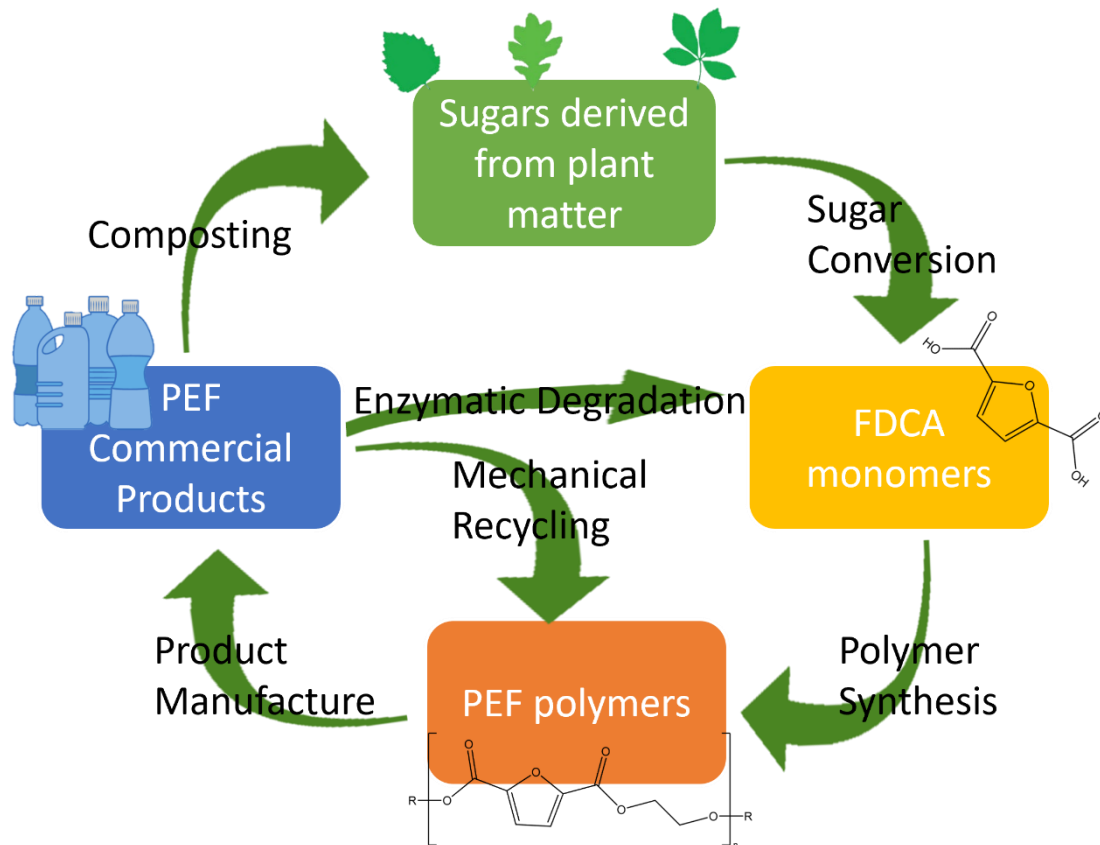 Sugars derived
from plant
matter
Composting
Sugar
Conversion
PEF
Commercial
Products
Enzymatic Degradation
Mechanical
Recycling
FDCA
monomers
O
HO
O
O
OH
Product
Manufacture
PEF polymers
Polymer
Synthesis
O
O
O
R
O
O
O
R